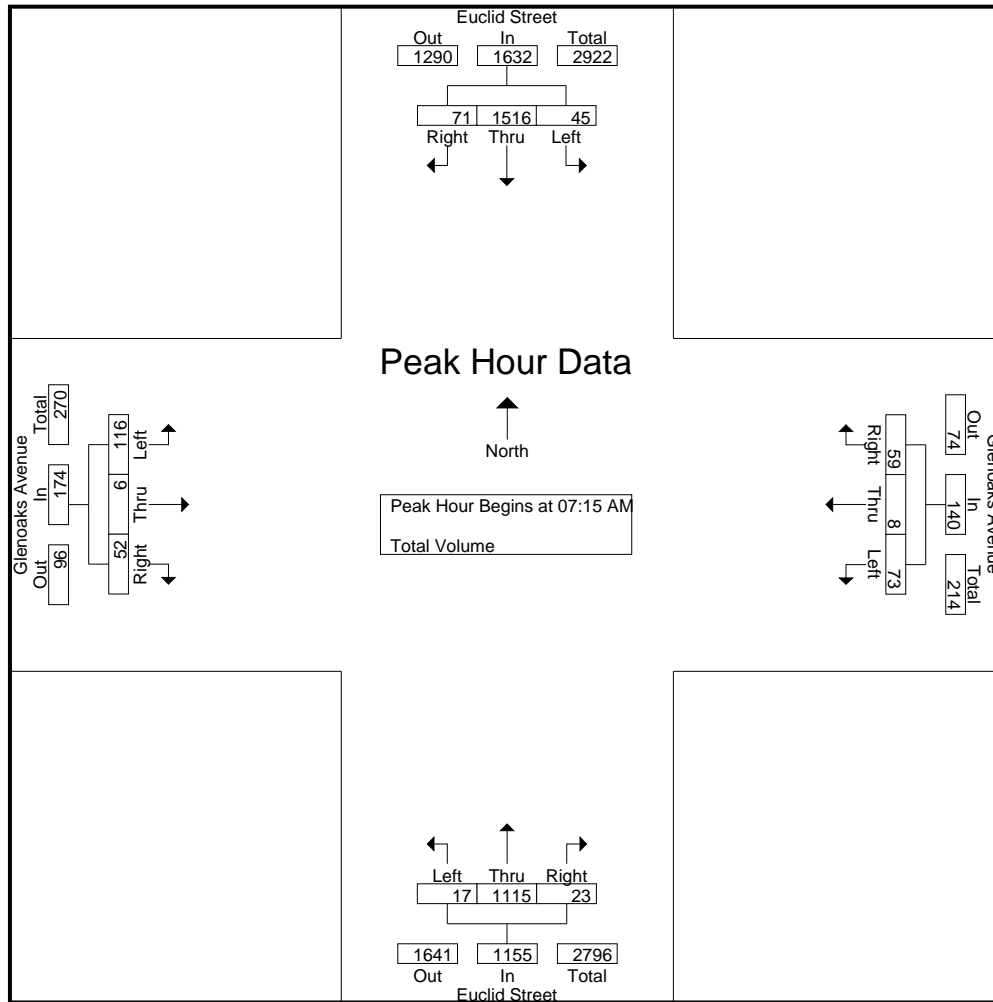 Euclid Street
Out In Total
1290 1632 2922
71 1516 45
Right Thru Left
Peak Hour Data
North
Peak Hour Begins at 07:15 AM
Total Volume
Glenoaks Avenue
Out In Total
96 174 270
52 6 116
Right Thru Left
Glenoaks Avenue
Out In Total
74 140 214
59 8 73
Right Thru Left
Left Thru Right
17 1115 23
1641 1155 2796
Out In Total
Euclid Street